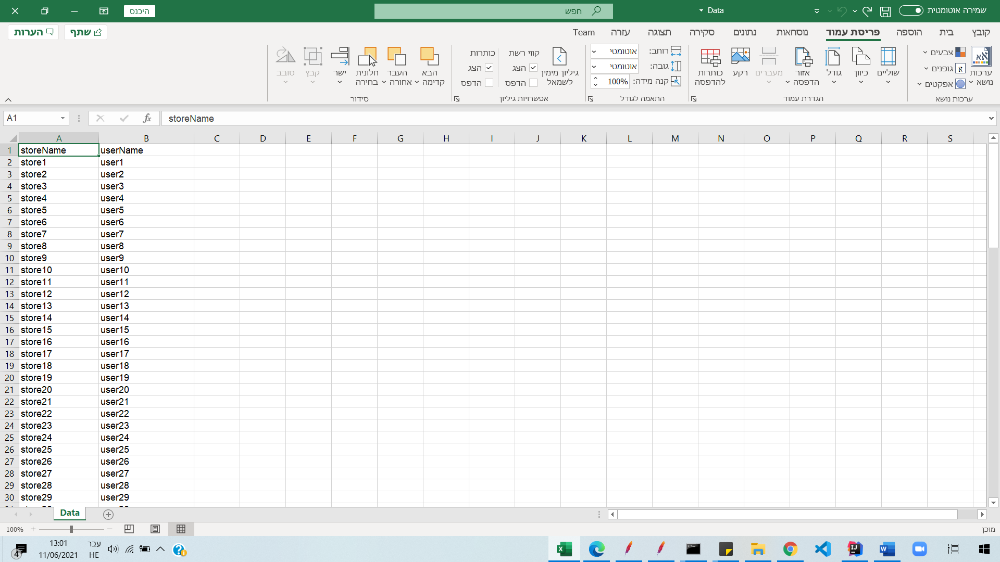 שמירה אוטומטית
Data
חפש
היכנס
קובץ בית הוספה פריסת עמוד נוסחאות נתונים סקירה תצוגה עזרה Team
שתף הערות
ערכות נושא
צבעים
גופנים
אפקטים
ערכות נושא
שוליים
כיוון
גודל
אזור הדפסה
מעברים
רקע
כותרות להדפסה
הגדרת עמוד
רוחב: אוטומטי
גובה: אוטומטי
קנה מידה: 100%
התאמה לגודל
גיליון מימין לשמאל
קווי רשת
הצג
הדפס
כותרות
הצג
הדפס
אפשרויות גיליון
הבא קדימה
העבר אחורה
חלונית בחירה
ישר
קבץ
סובב
סידור
A1 fx storeName
A B C D E F G H I J K L M N O P Q R S
1 storeName userName
2 store1 user1
3 store2 user2
4 store3 user3
5 store4 user4
6 store5 user5
7 store6 user6
8 store7 user7
9 store8 user8
10 store9 user9
11 store10 user10
12 store11 user11
13 store12 user12
14 store13 user13
15 store14 user14
16 store15 user15
17 store16 user16
18 store17 user17
19 store18 user18
20 store19 user19
21 store20 user20
22 store21 user21
23 store22 user22
24 store23 user23
25 store24 user24
26 store25 user25
27 store26 user26
28 store27 user27
29 store28 user28
30 store29 user29
Data
100%
מוכן
13:01
11/06/2021
עבר
HE
4